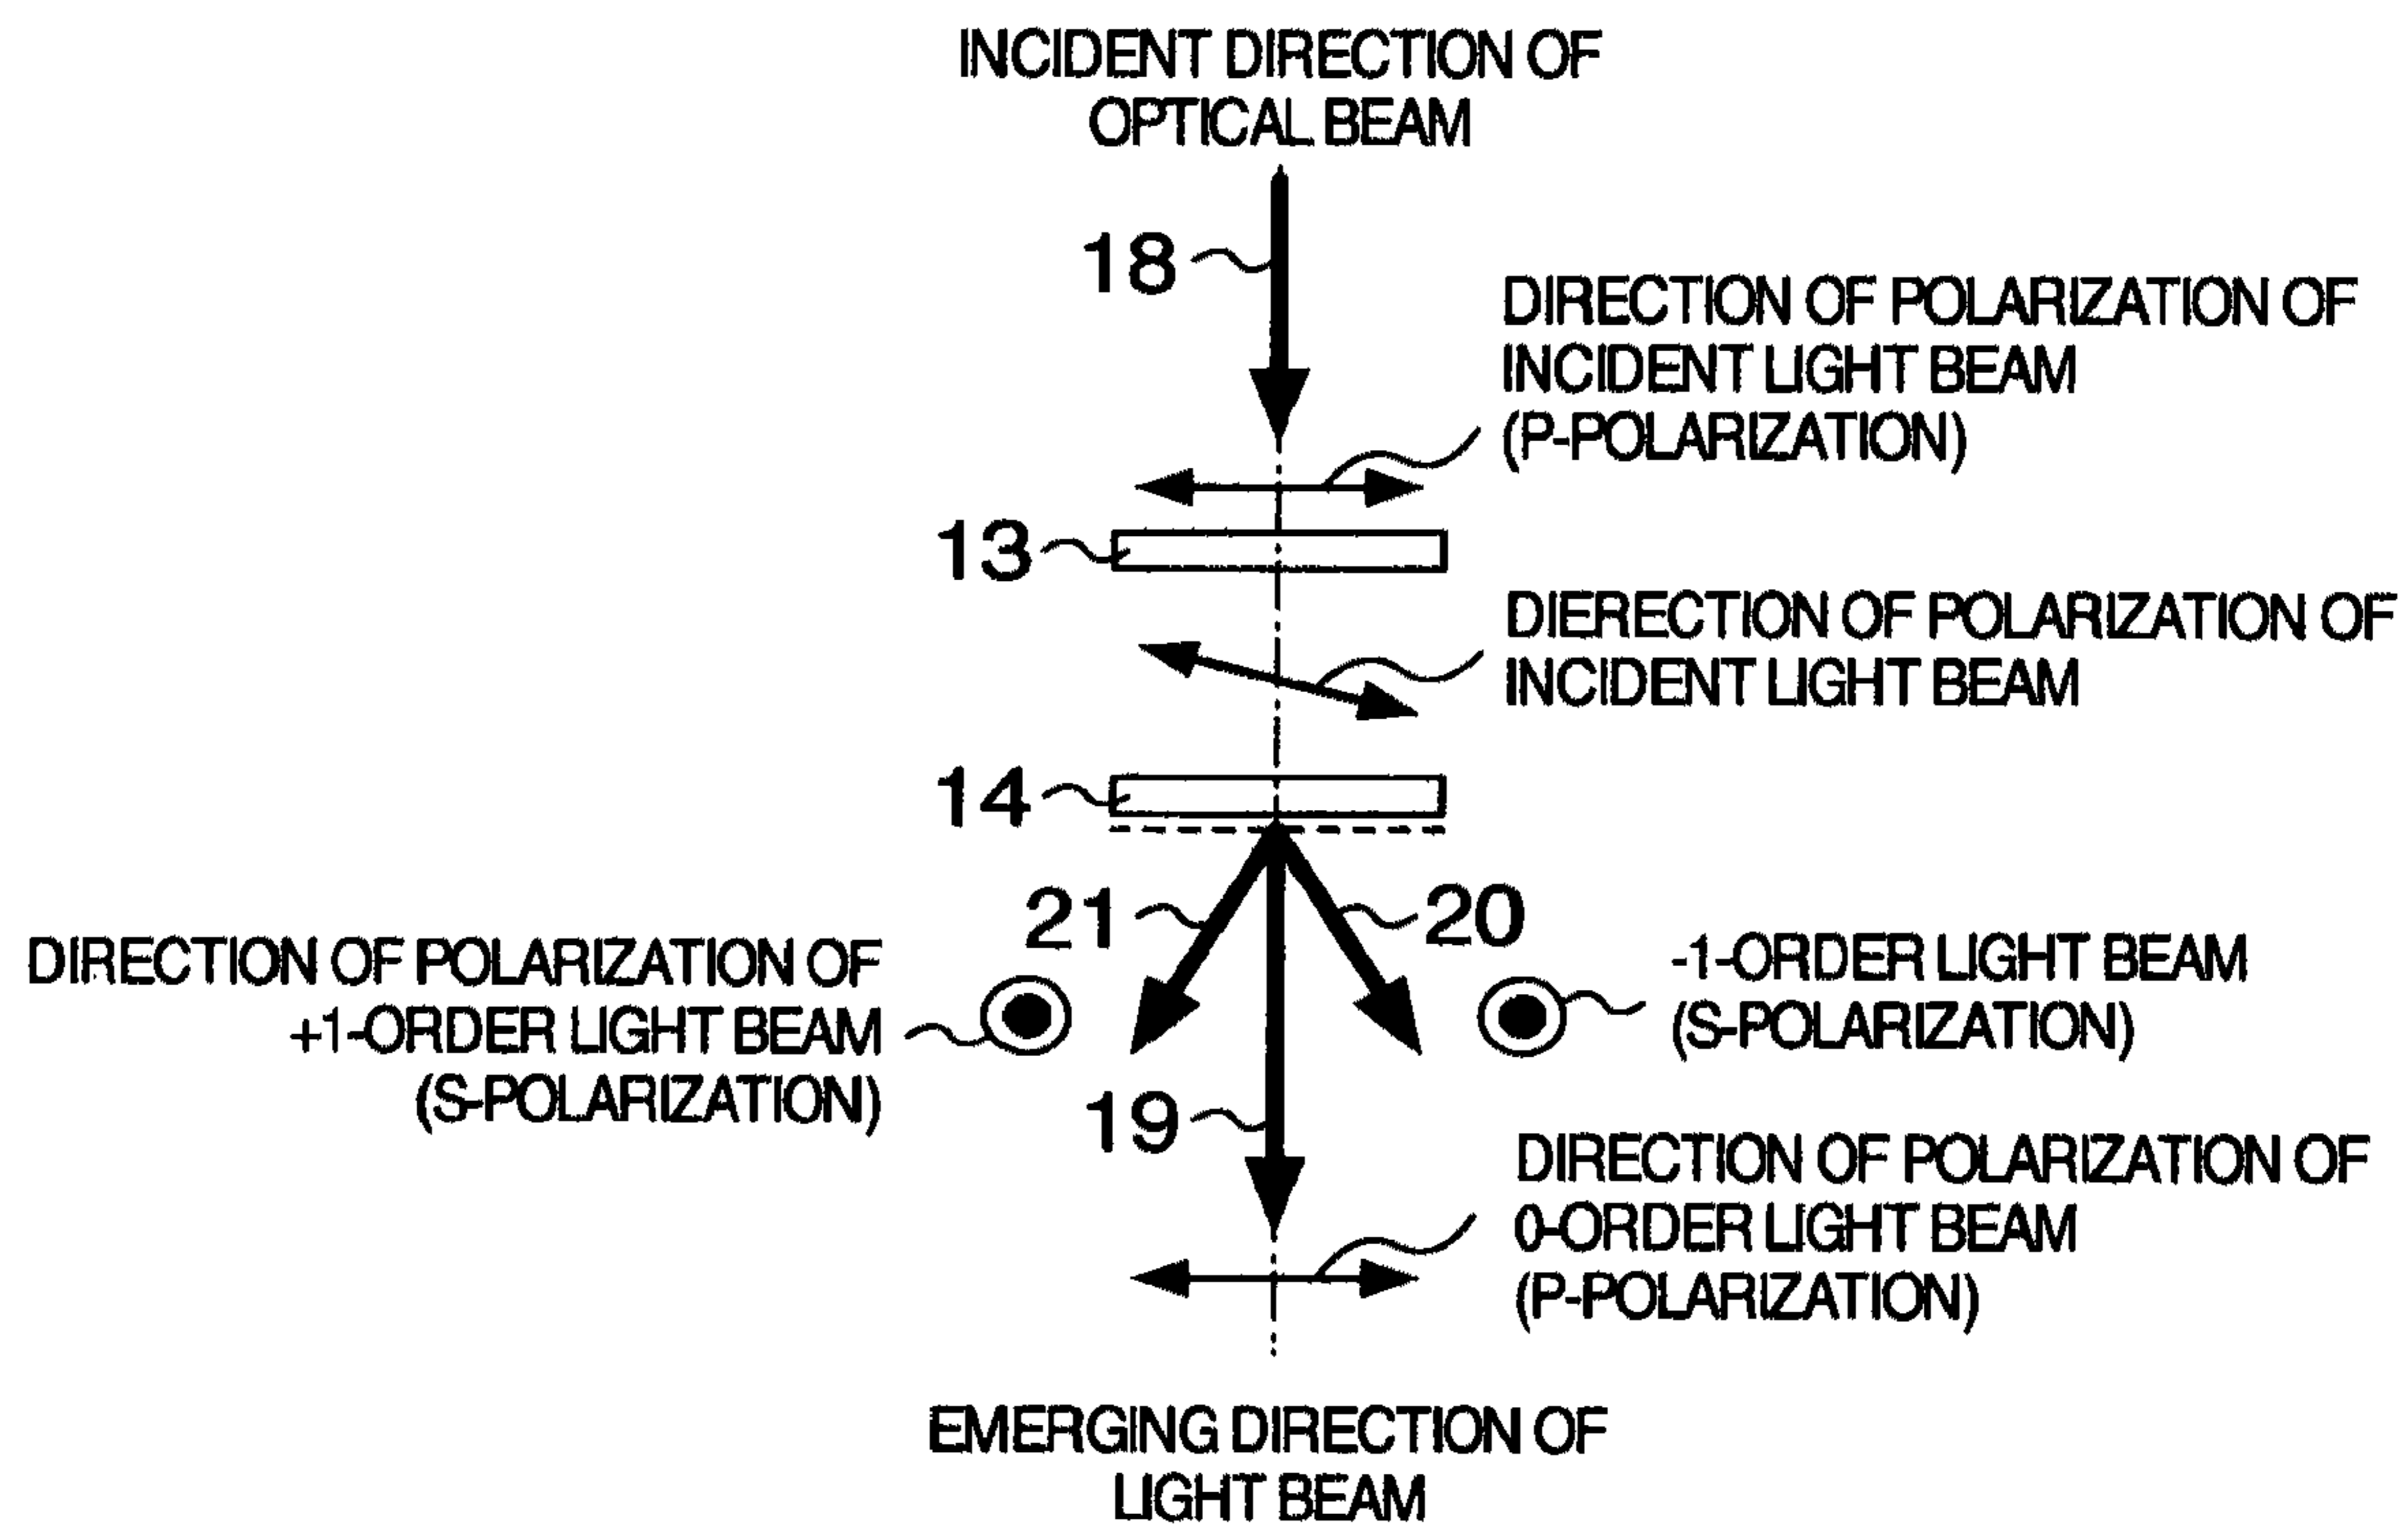 INCIDENT DIRECTION OF
OPTICAL BEAM
18
DIRECTION OF POLARIZATION OF
INCIDENT LIGHT BEAM
(P-POLARIZATION)
13
DIERECTION OF POLARIZATION OF
INCIDENT LIGHT BEAM
14
21
20
DIRECTION OF POLARIZATION OF
+1-ORDER LIGHT BEAM
(S-POLARIZATION)
-1-ORDER LIGHT BEAM
(S-POLARIZATION)
19
DIRECTION OF POLARIZATION OF
0-ORDER LIGHT BEAM
(P-POLARIZATION)
EMERGING DIRECTION OF
LIGHT BEAM